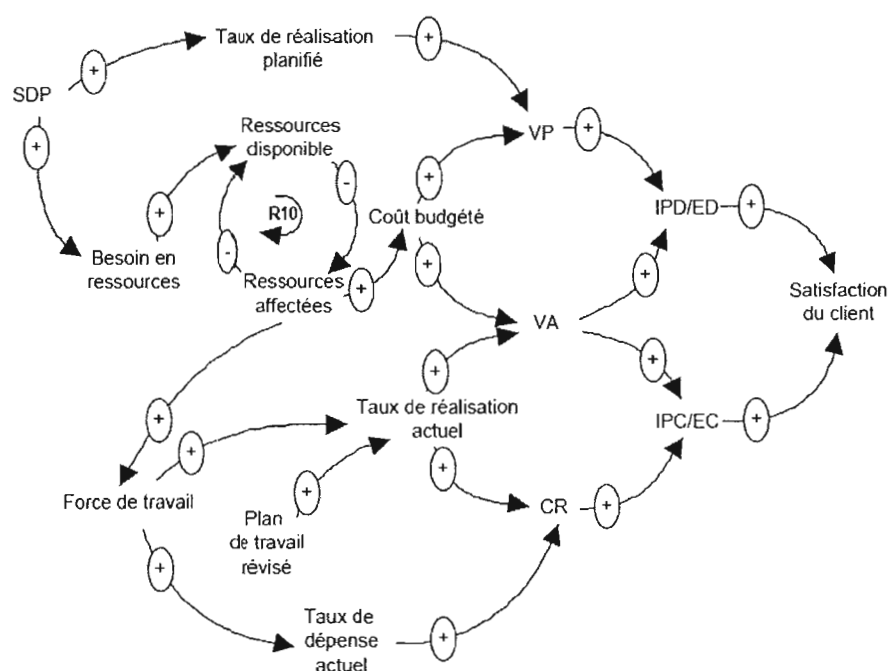 Taux de réalisation
planifié
+
+
SDP
+
Ressources
disponible
VP
+
+
-
R10
+
Coût budgété
IPD/ED
+
Besoin en
ressources
-
Ressources
affectées
+
+
+
Satisfaction
du client
VA
+
+
Taux de réalisation
actuel
IPC/EC
+
+
+
+
Force de travail
+
Plan
de travail
révisé
CR
+
+
Taux de
dépense
actuel
+